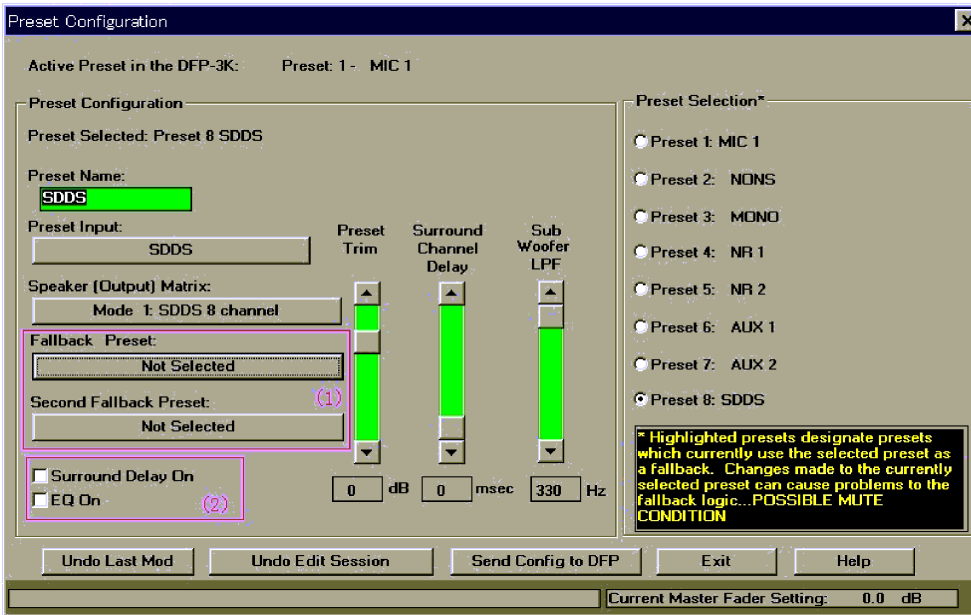 Preset Configuration
Active Preset in the DFP-3K: Preset: 1 - MIC 1
Preset Configuration
Preset Selected: Preset 8 SDDS
Preset Name:
SDDS
Preset Input:
SDDS
Speaker (Output) Matrix:
Mode 1: SDDS 8 channel
Fallback Preset:
Not Selected
(1)
Second Fallback Preset:
Not Selected
Surround Delay On
EQ On
(2)
Preset
Trim
0 dB
Surround
Channel
Delay
0 msec
Sub
Woofer
LPF
330 Hz
Preset Selection*
Preset 1: MIC 1
Preset 2: NONS
Preset 3: MONO
Preset 4: NR 1
Preset 5: NR 2
Preset 6: AUX 1
Preset 7: AUX 2
Preset 8: SDDS
* Highlighted presets designate presets
which currently use the selected preset as
a fallback. Changes made to the currently
selected preset can cause problems to the
fallback logic...POSSIBLE MUTE
CONDITION
Undo Last Mod
Undo Edit Session
Send Config to DFP
Exit
Help
Current Master Fader Setting: 0.0 dB